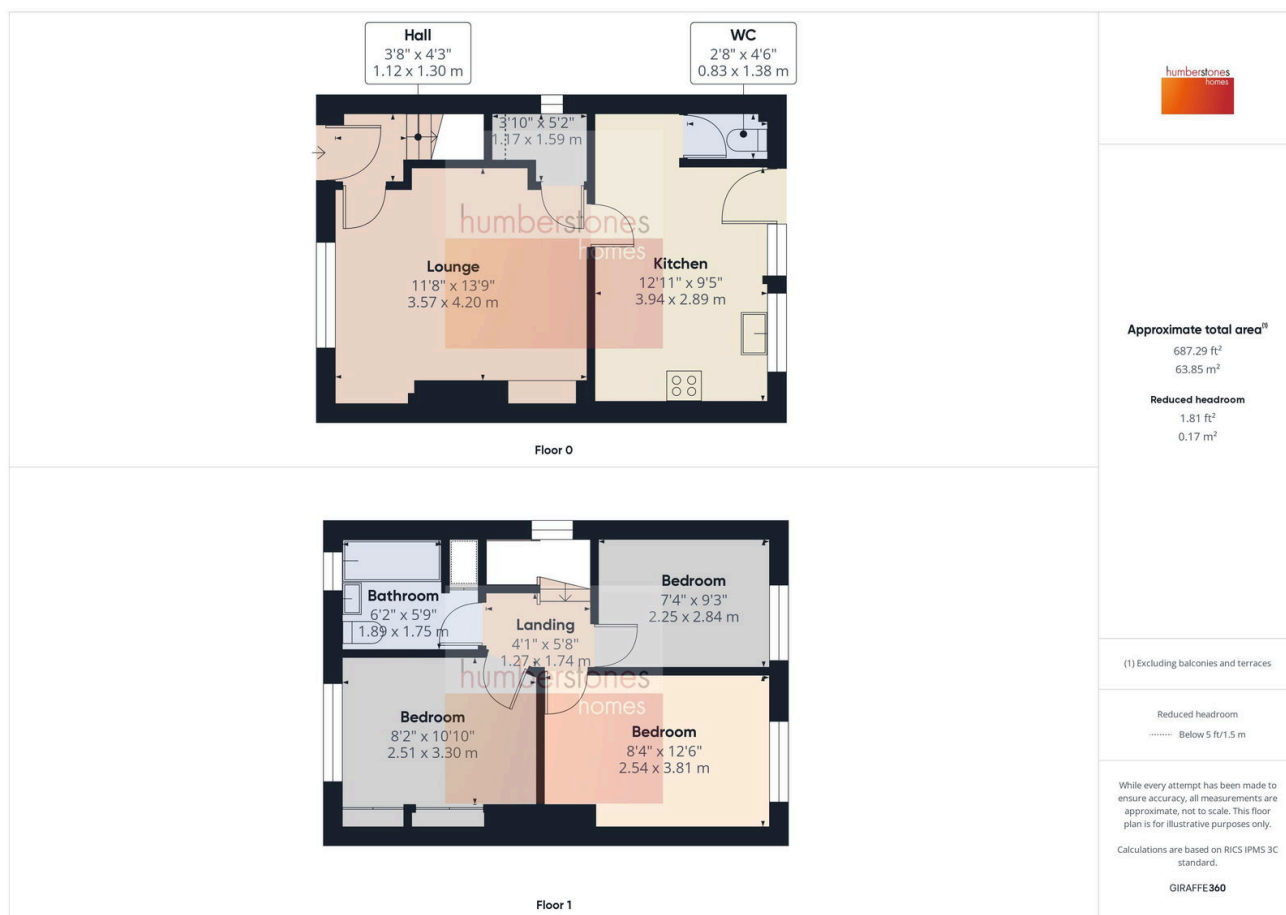 Hall
3'8" x 4'3"
1.12 x 1.30 m
WC
2'8" x 4'6"
0.83 x 1.38 m
3'10" x 5'2"
1.17 x 1.59 m
humberstones
homes
Lounge
11'8" x 13'9"
3.57 x 4.20 m
Kitchen
12'11" x 9'5"
3.94 x 2.89 m
Floor 0
Bathroom
6'2" x 5'9"
1.89 x 1.75 m
Landing
4'1" x 5'8"
1.27 x 1.74 m
Bedroom
7'4" x 9'3"
2.25 x 2.84 m
humberstones
homes
Bedroom
8'2" x 10'10"
2.51 x 3.30 m
Bedroom
8'4" x 12'6"
2.54 x 3.81 m
Floor 1
humberstones
homes
Approximate total area(1)
687.29 ft²
63.85 m²
Reduced headroom
1.81 ft²
0.17 m²
(1) Excluding balconies and terraces
Reduced headroom
Below 5 ft/1.5 m
While every attempt has been made to
ensure accuracy, all measurements are
approximate, not to scale. This floor
plan is for illustrative purposes only.
Calculations are based on RICS IPMS 3C
standard.
GIRAFFE360